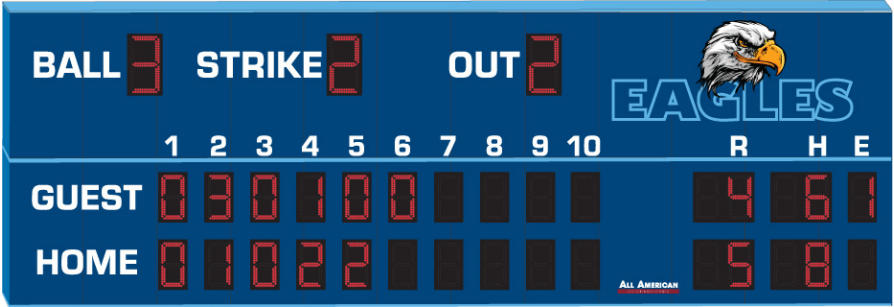 BALL 3 STRIKE 2 OUT 2
EAGLES
1 2 3 4 5 6 7 8 9 10 R H E
GUEST 0 3 0 1 0 0 4 6 1
HOME 0 1 0 2 2 5 8
ALL AMERICAN